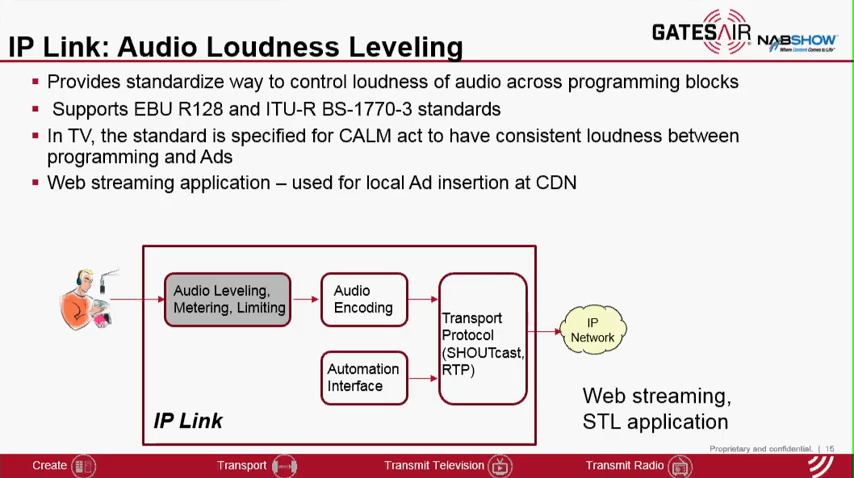 GATESAIR
NABSHOW
Where Content Comes to Life
IP Link: Audio Loudness Leveling
Provides standardize way to control loudness of audio across programming blocks
Supports EBU R128 and ITU-R BS-1770-3 standards
In TV, the standard is specified for CALM act to have consistent loudness between
programming and Ads
Web streaming application – used for local Ad insertion at CDN
Audio Leveling,
Metering, Limiting
Audio
Encoding
Automation
Interface
Transport
Protocol
(SHOUTcast,
RTP)
IP
Network
IP Link
Web streaming,
STL application
Proprietary and confidential. | 15
Create
Transport
Transmit Television
Transmit Radio